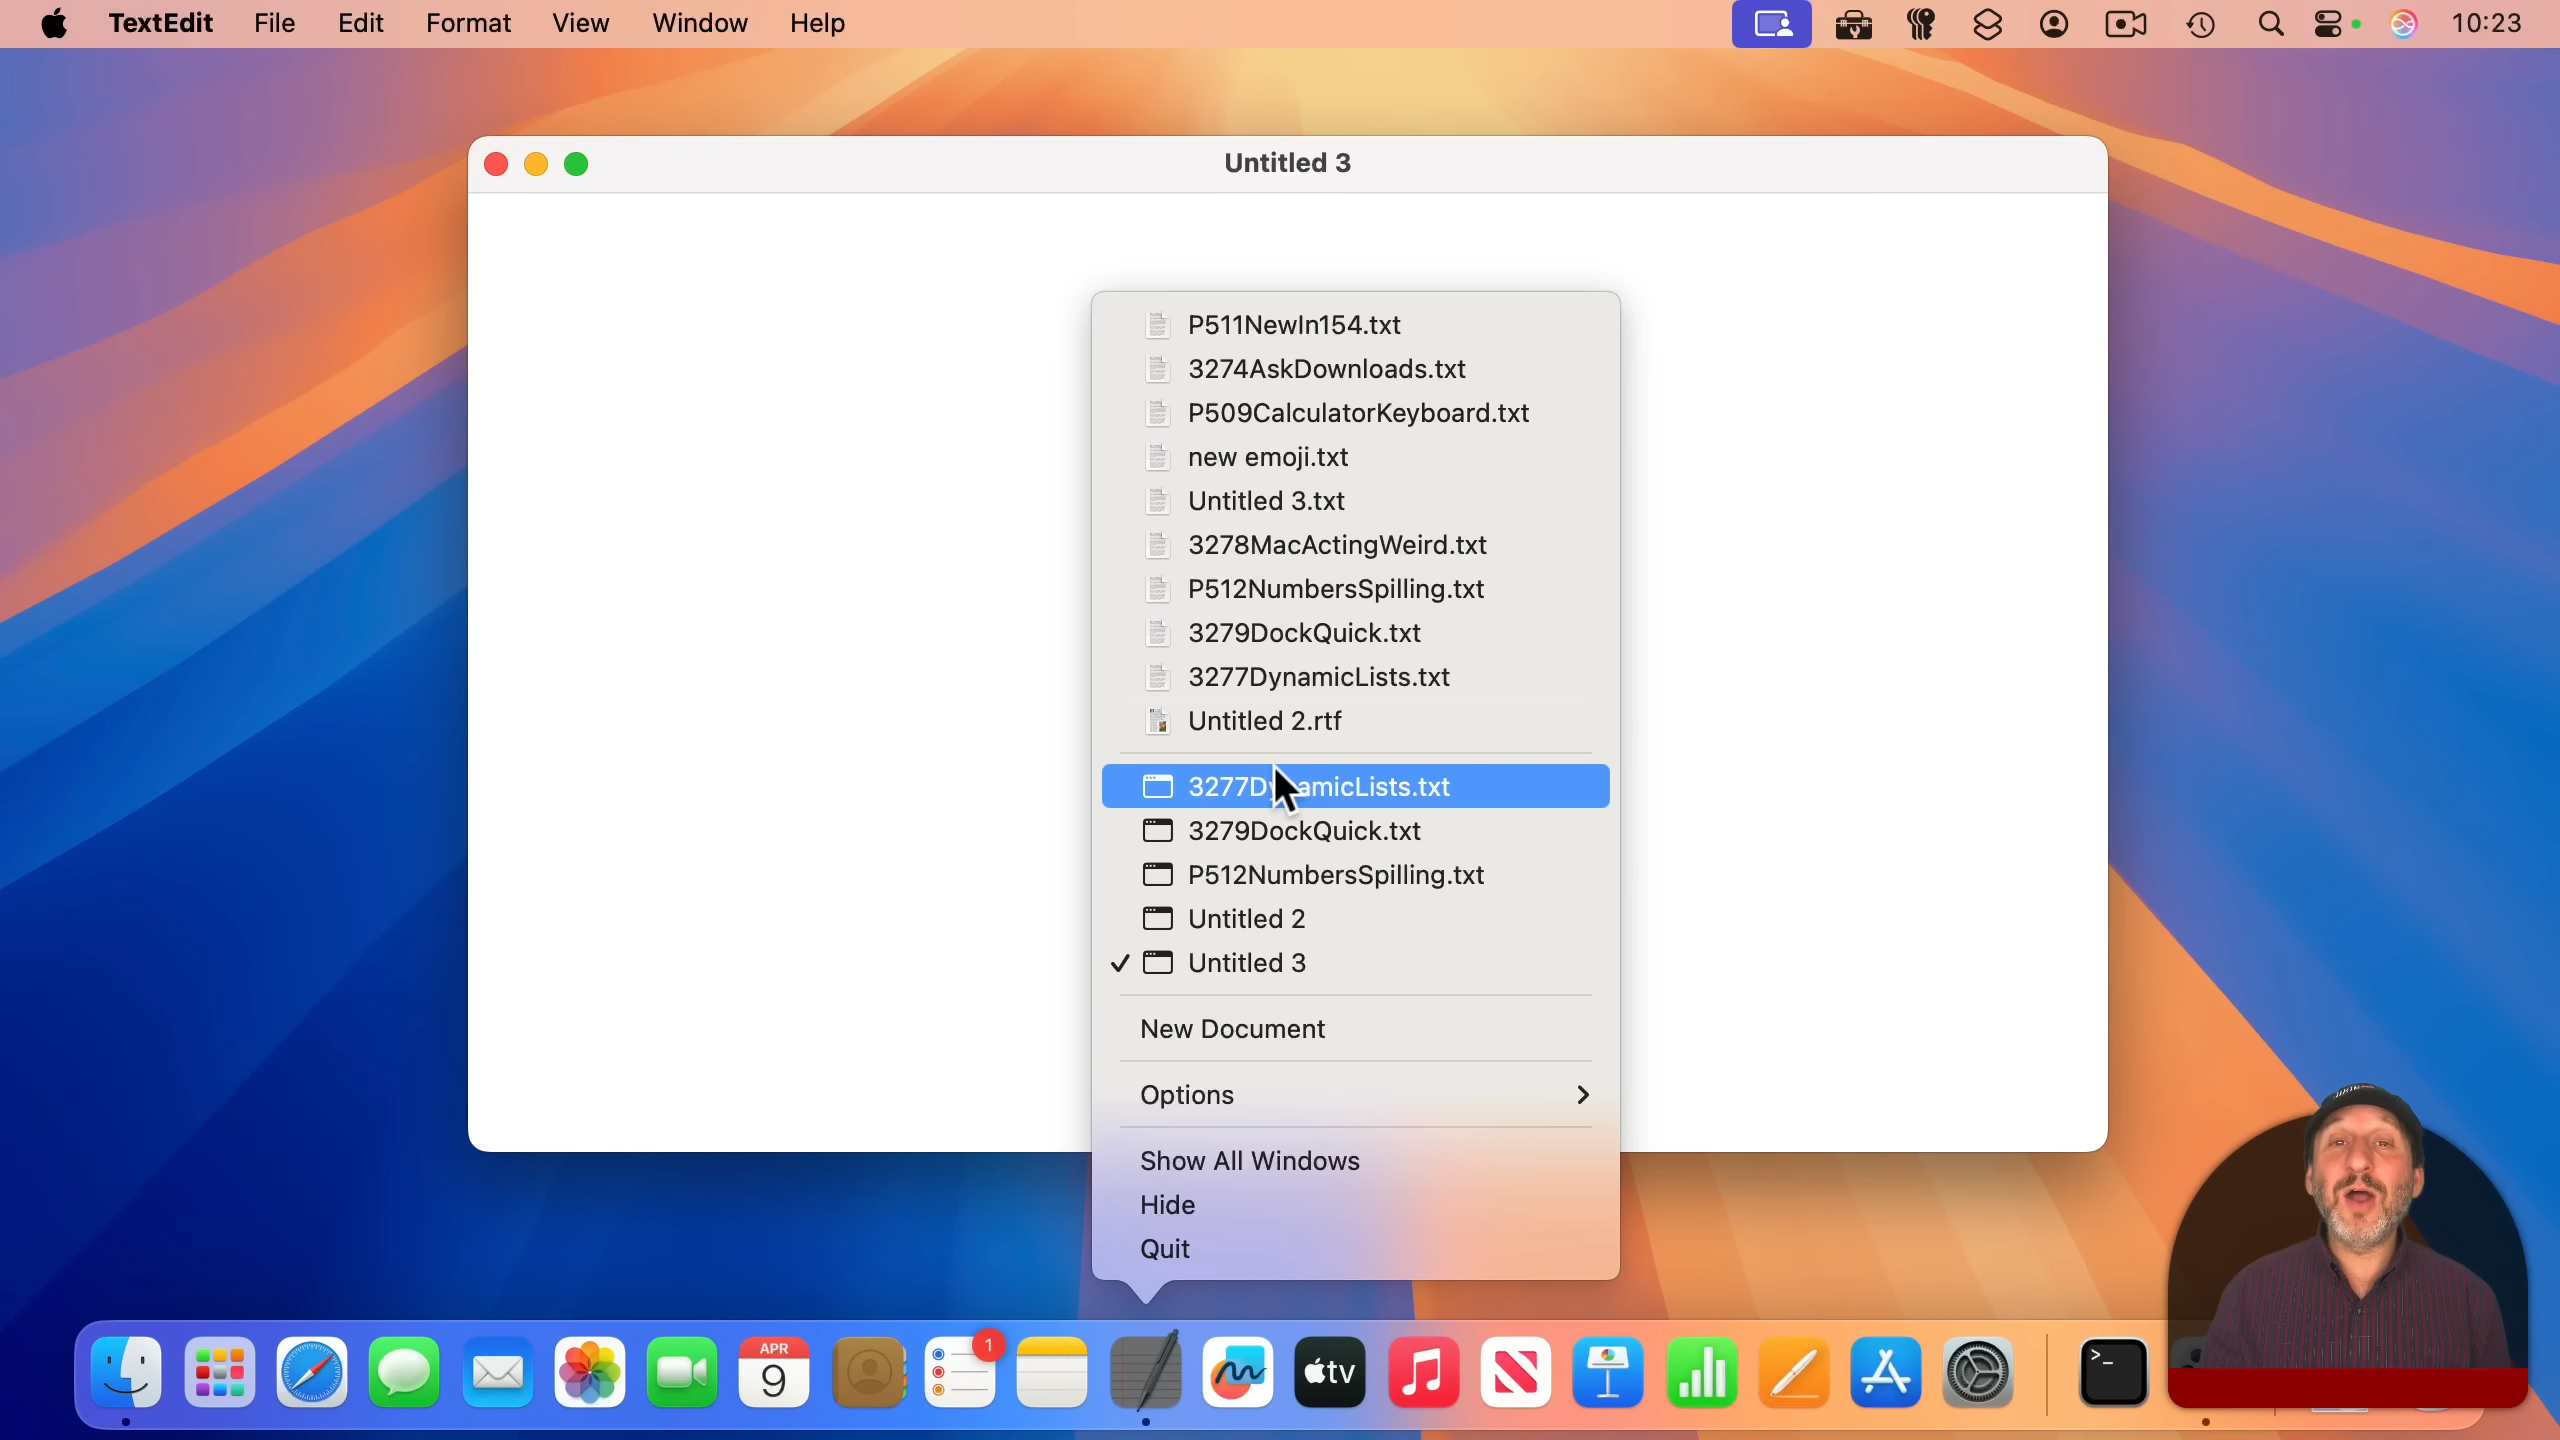 TextEdit File Edit Format View Window Help 10:23
Untitled 3
P511NewIn154.txt
3274AskDownloads.txt
P509CalculatorKeyboard.txt
new emoji.txt
Untitled 3.txt
3278MacActingWeird.txt
P512NumbersSpilling.txt
3279DockQuick.txt
3277DynamicLists.txt
Untitled 2.rtf
3277DynamicLists.txt
3279DockQuick.txt
P512NumbersSpilling.txt
Untitled 2
✓ Untitled 3
New Document
Options
Show All Windows
Hide
Quit
APR
9
1
tv
>_